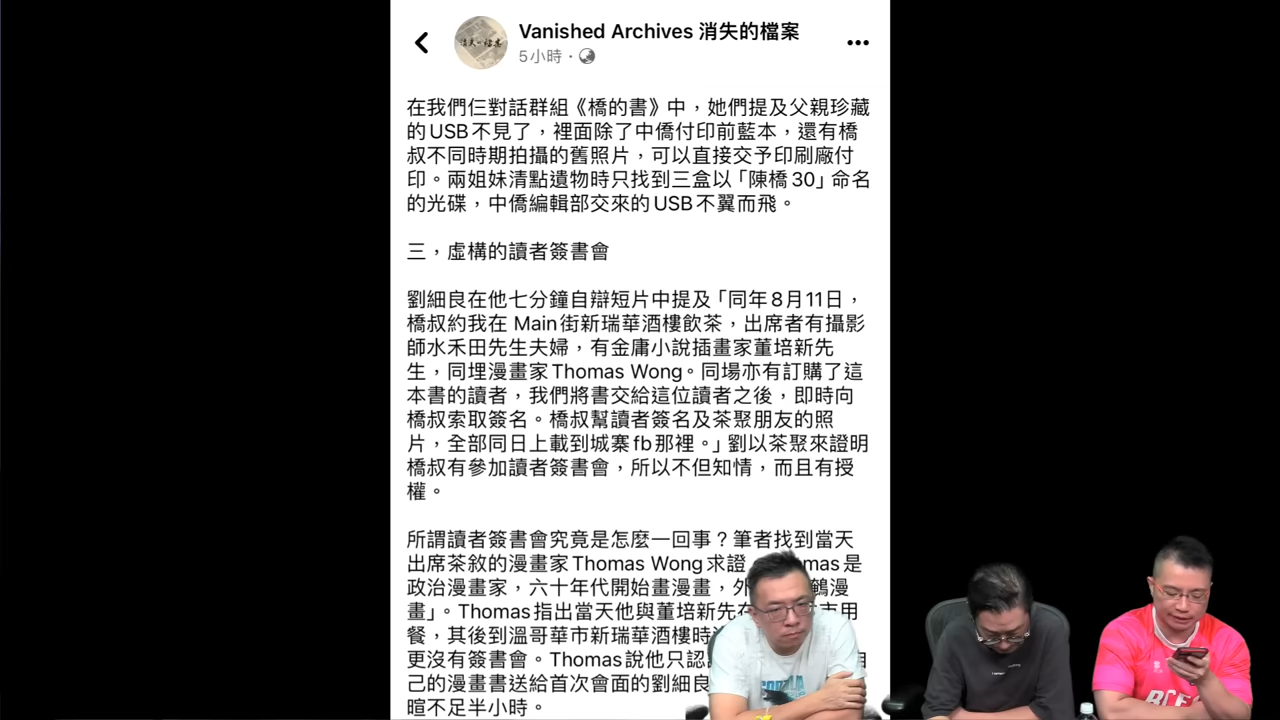 Vanished Archives 消失的檔案
5小時 ·
在我們仨對話群組《橋的書》中，她們提及父親珍藏
的USB不見了，裡面除了中僑付印前藍本，還有橋
叔不同時期拍攝的舊照片，可以直接交予印刷廠付
印。兩姐妹清點遺物時只找到三盒以「陳橋30」命名
的光碟，中僑編輯部交來的USB不翼而飛。
三，虛構的讀者簽書會
劉細良在他七分鐘自辯短片中提及「同年8月11日，
橋叔約我在 Main街新瑞華酒樓飲茶，出席者有攝影
師水禾田先生夫婦，有金庸小說插畫家董培新先
生，同埋漫畫家Thomas Wong。同場亦有訂購了這
本書的讀者，我們將書交給這位讀者之後，即時向
橋叔索取簽名。橋叔幫讀者簽名及茶聚朋友的照
片，全部同日上載到城寨fb那裡。」劉以茶聚來證明
橋叔有參加讀者簽書會，所以不但知情，而且有授
權。
所謂讀者簽書會究竟是怎麼一回事？筆者找到當天
出席茶敘的漫畫家Thomas Wong求證 mas是
政治漫畫家，六十年代開始畫漫畫，外 鶴漫
畫」。Thomas指出當天他與董培新先在 市用
餐，其後到溫哥華市新瑞華酒樓時
更沒有簽書會。Thomas說他只認 自
己的漫畫書送給首次會面的劉細良
暄不足半小時。